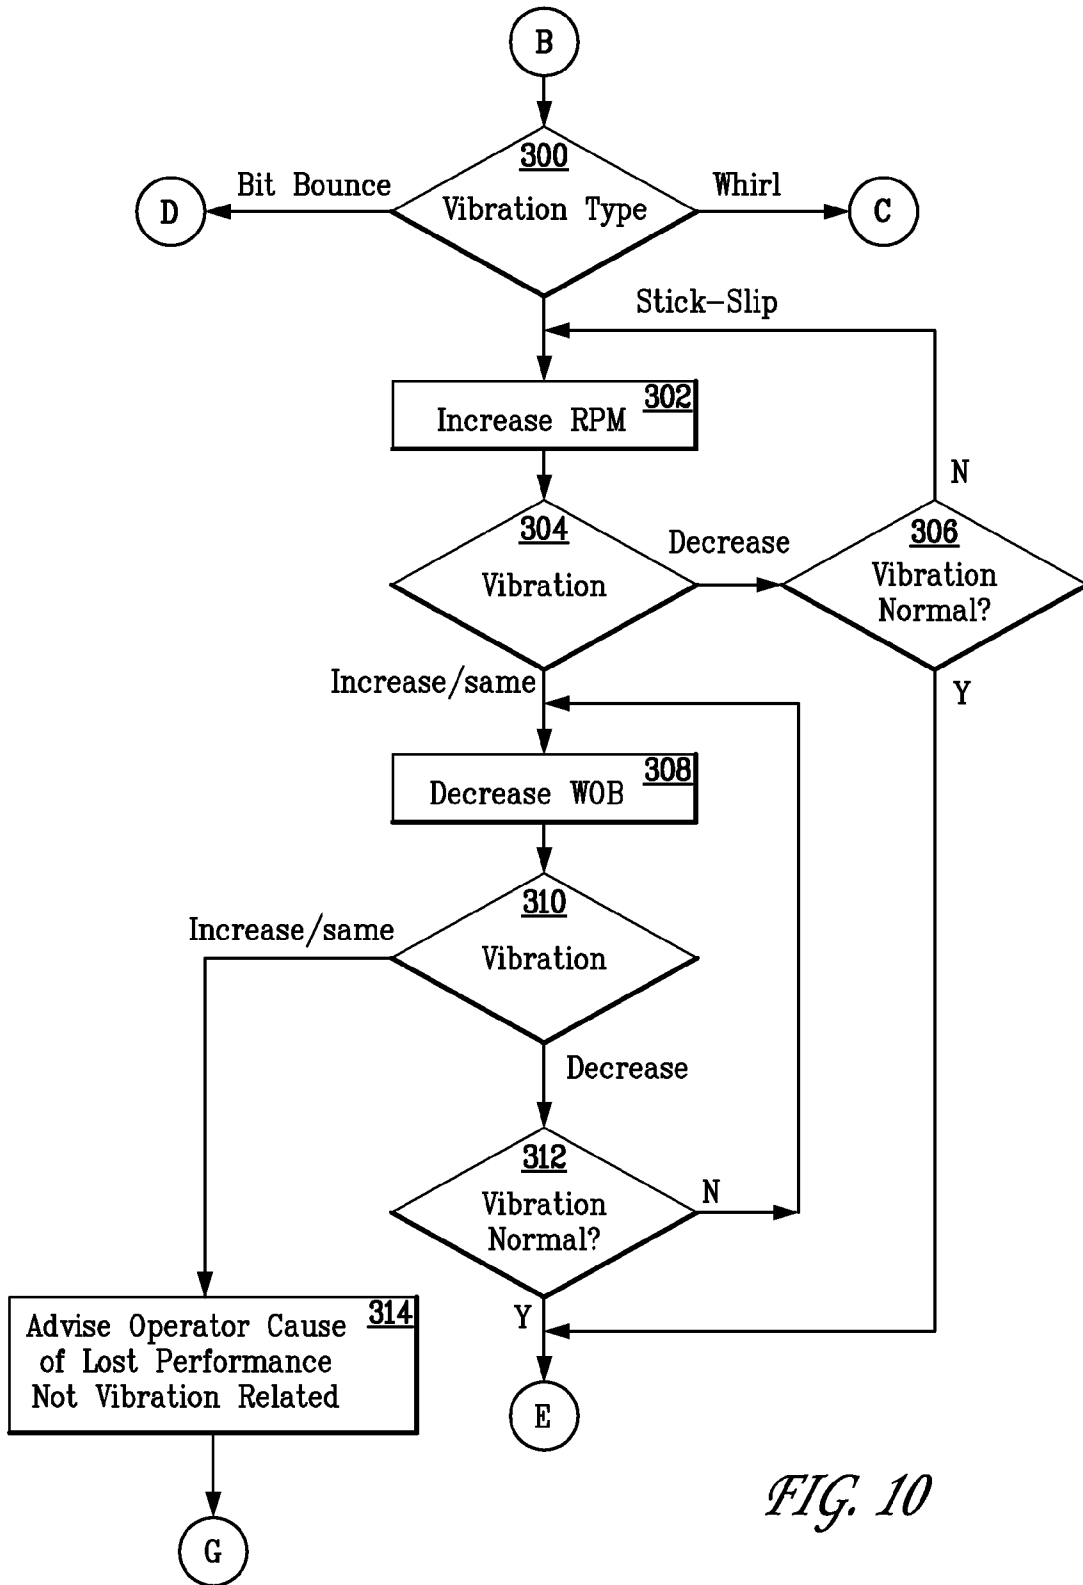 B
300
Vibration Type
Bit Bounce
Whirl
D
C
Stick-Slip
302
Increase RPM
N
304
Vibration
Decrease
306
Vibration
Normal?
Increase/same
Y
308
Decrease WOB
310
Vibration
Increase/same
Decrease
312
Vibration
Normal?
N
Y
314
Advise Operator Cause
of Lost Performance
Not Vibration Related
E
G
FIG. 10